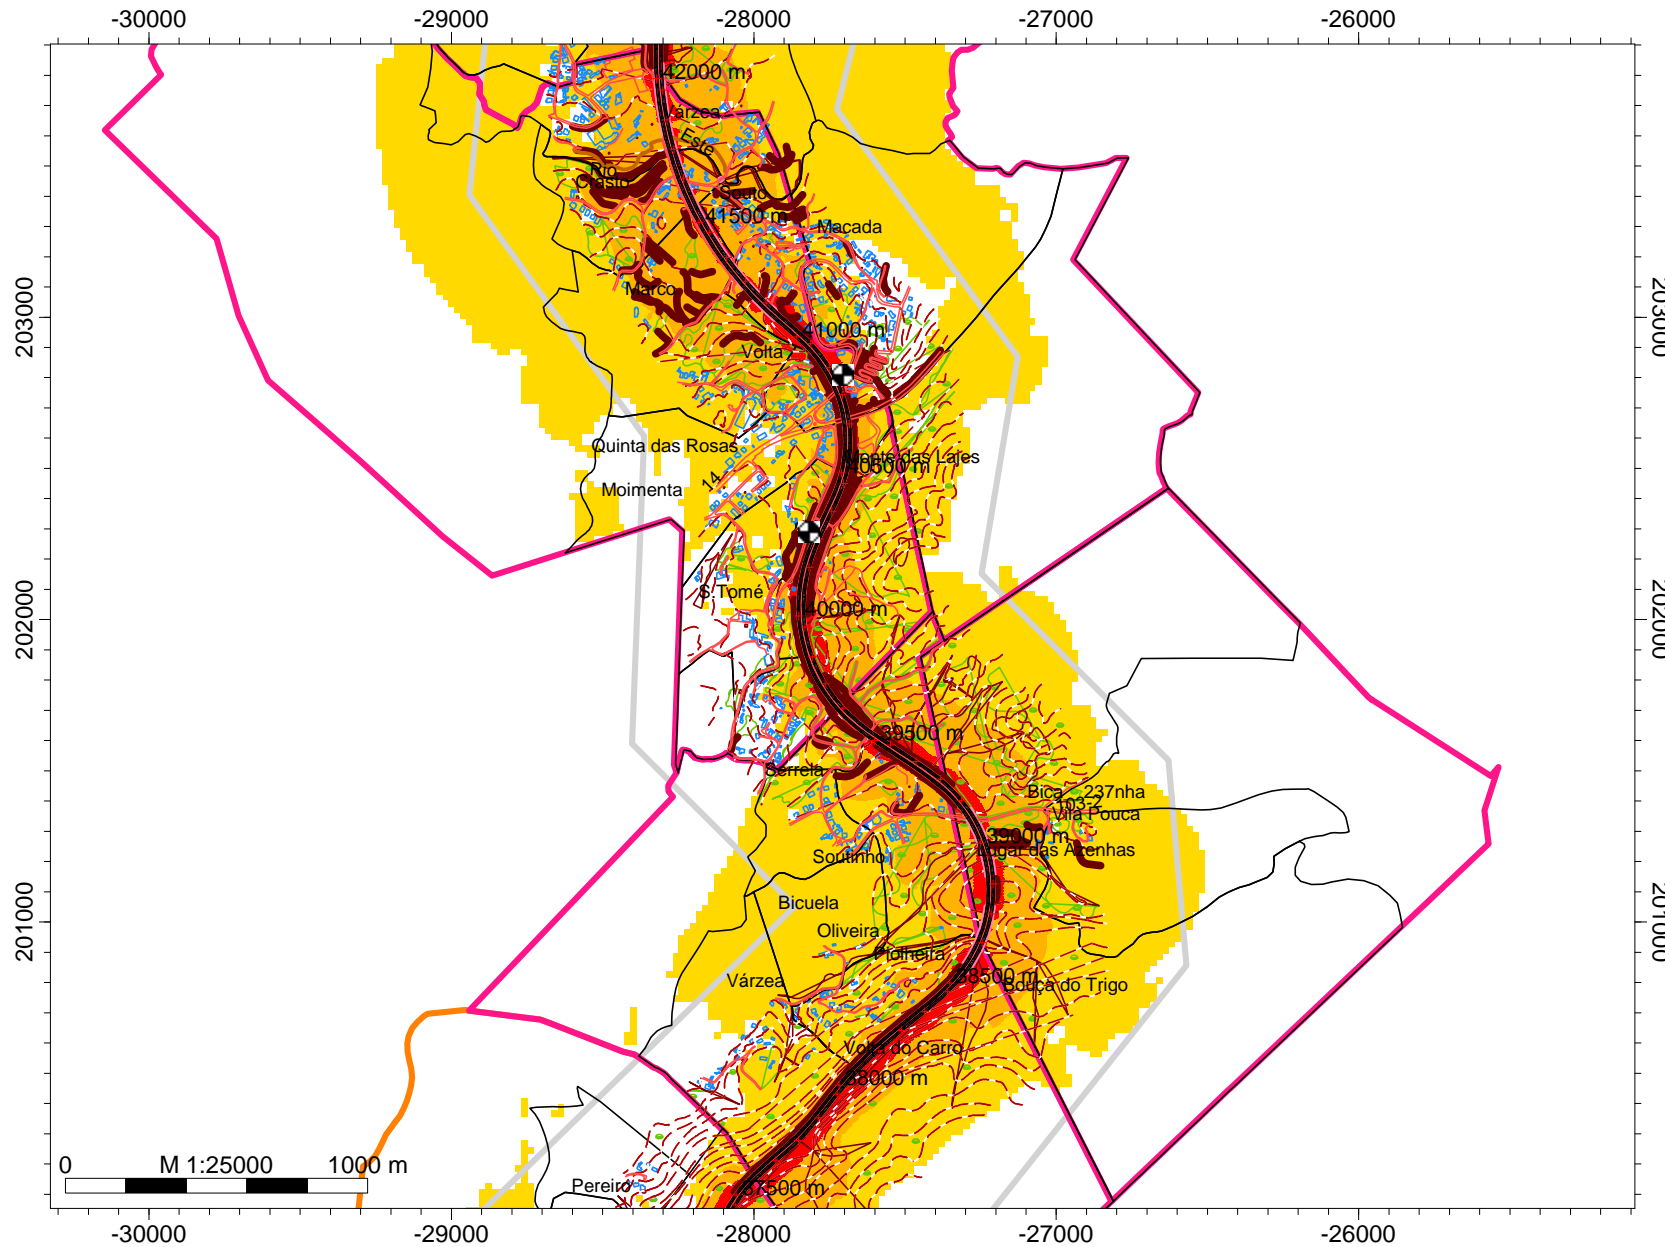 -30000 -29000 -28000 -27000 -26000
42000 m
Várzea
Este
Rio
Crasto
Souto
41500 m
Macada
Marco
203000
203000
41000 m
Volta
Quinta das Rosas
Monte das Lajes
40500 m
14
Moimenta
S.Tomé
40000 m
202000
202000
39500 m
Serrela
Bica
237nha
103-2
Vila Pouca
39000 m
Lugar das Azenhas
Soutinho
Bicuela
201000
201000
Oliveira
Piolheira
Várzea
38500 m
Bouça do Trigo
Volta do Carro
38000 m
0 M 1:25000 1000 m
Pereiro
37500 m
-30000 -29000 -28000 -27000 -26000